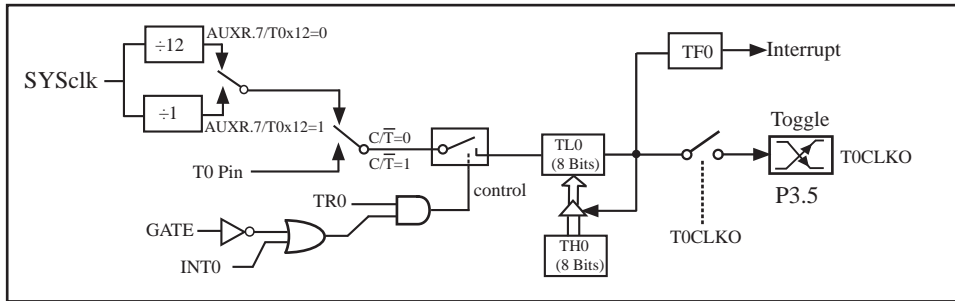 AUXR.7/T0x12=0
÷12
SYSclk
÷1
AUXR.7/T0x12=1
T0 Pin
C/T̅=0
C/T̅=1
TR0
GATE
INT0
control
TL0
(8 Bits)
TH0
(8 Bits)
TF0
Interrupt
Toggle
T0CLKO
P3.5
T0CLKO